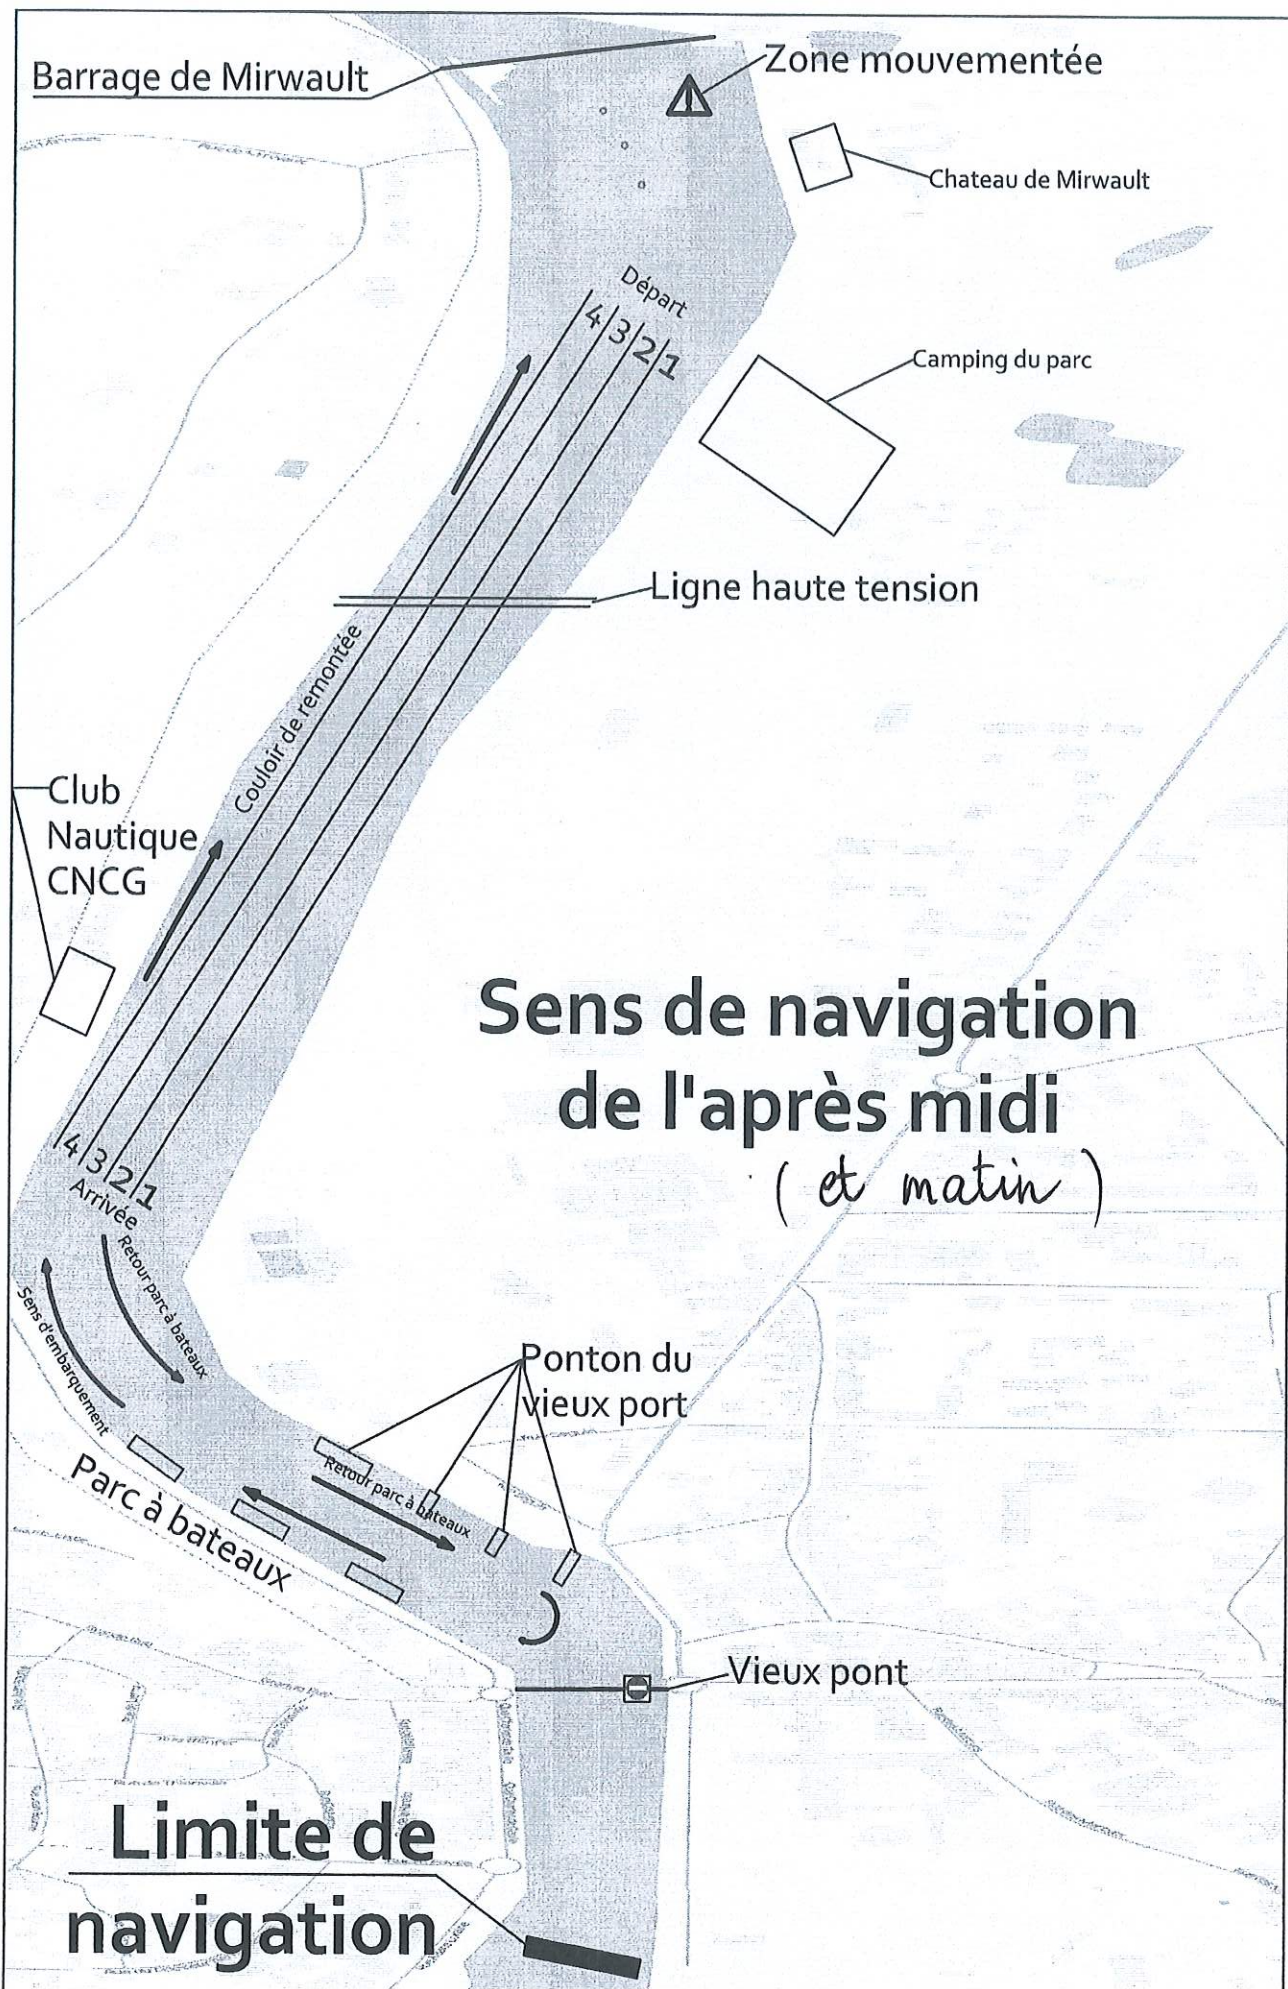 Barrage de Mirwault
Zone mouvementée
Chateau de Mirwault
Départ
4 3 2 1
Camping du parc
Ligne haute tension
Couloir de remontée
Club
Nautique
CNCG
Sens de navigation
de l'après midi
(et matin)
4 3 2 1
Arrivée
Retour parc à bateaux
Sens d'embarquement
Ponton du
vieux port
Retour parc à bateaux
Parc à bateaux
Vieux pont
Limite de
navigation